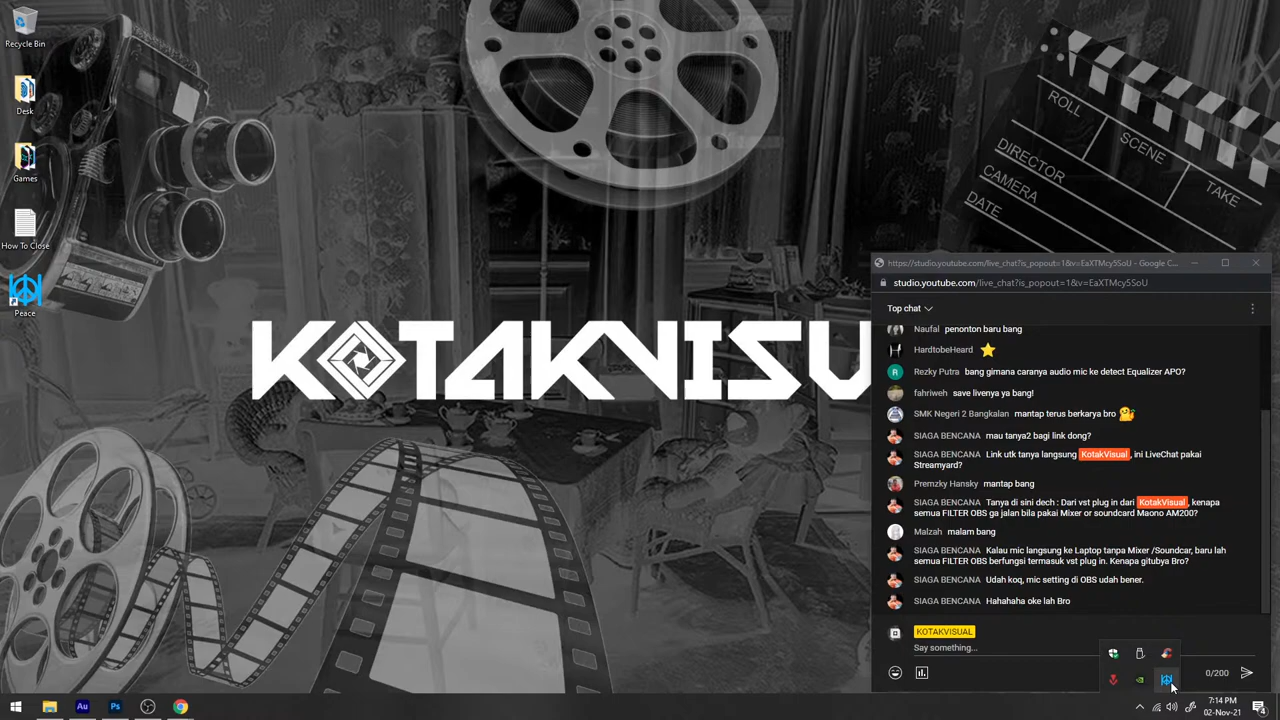 Recycle Bin
Desk
Games
How To Close
Peace
ROLL
SCENE
TAKE
DIRECTOR
CAMERA
DATE
KOTAKVISU
https://studio.youtube.com/live_chat?is_popout=1&v=EaXTMcy5SoU - Google C...
studio.youtube.com/live_chat?is_popout=1&v=EaXTMcy5SoU
Top chat
Naufal penonton baru bang
HardtobeHeard
R Rezky Putra bang gimana caranya audio mic ke detect Equalizer APO?
fahriweh save livenya ya bang!
SMK Negeri 2 Bangkalan mantap terus berkarya bro
SIAGA BENCANA mau tanya2 bagi link dong?
SIAGA BENCANA Link utk tanya langsung KotakVisual, ini LiveChat pakai
Streamyard?
Premzky Hansky mantap bang
SIAGA BENCANA Tanya di sini dech : Dari vst plug in dari KotakVisual, kenapa
semua FILTER OBS ga jalan bila pakai Mixer or soundcard Maono AM200?
Malzah malam bang
SIAGA BENCANA Kalau mic langsung ke Laptop tanpa Mixer /Soundcar, baru lah
semua FILTER OBS berfungsi termasuk vst plug in. Kenapa gitubya Bro?
SIAGA BENCANA Udah koq, mic setting di OBS udah bener.
SIAGA BENCANA Hahahaha oke lah Bro
KOTAKVISUAL
Say something...
0/200
Au
Ps
7:14 PM
02-Nov-21
4